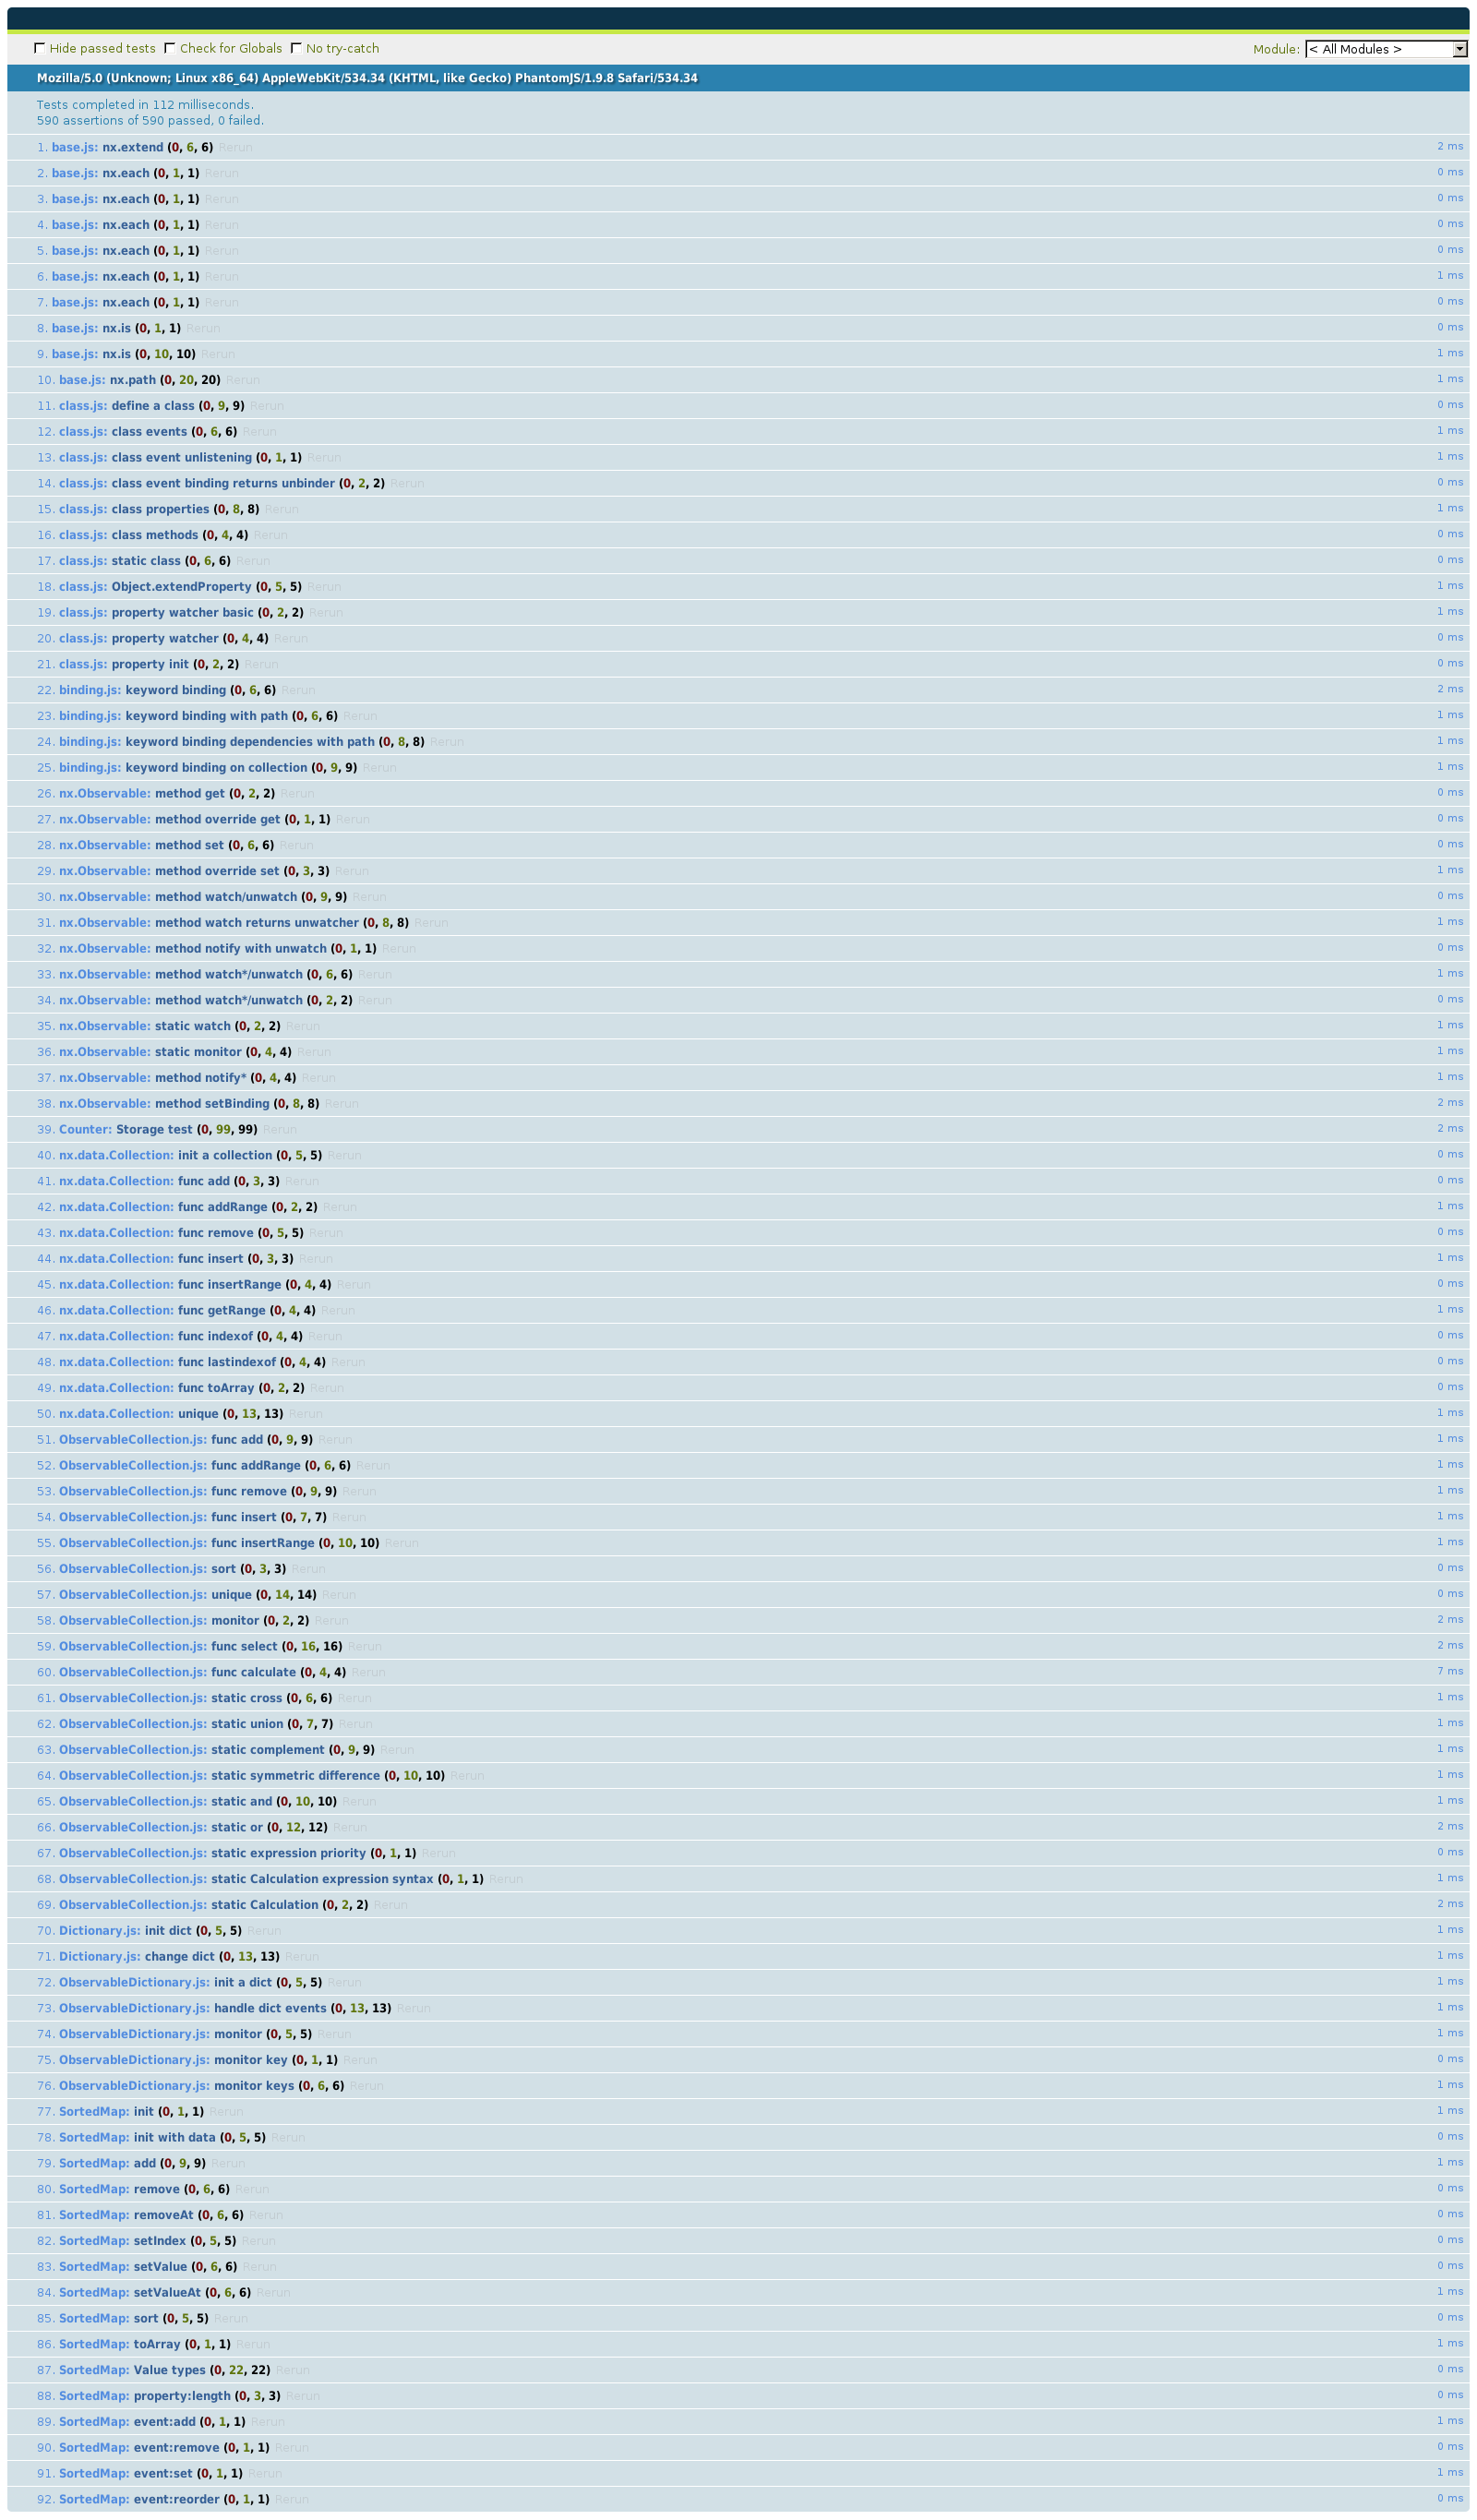 Hide passed tests Check for Globals No try-catch Module: < All Modules >
Mozilla/5.0 (Unknown; Linux x86_64) AppleWebKit/534.34 (KHTML, like Gecko) PhantomJS/1.9.8 Safari/534.34
Tests completed in 112 milliseconds.
590 assertions of 590 passed, 0 failed.
1. base.js: nx.extend (0, 6, 6) Rerun 2 ms
2. base.js: nx.each (0, 1, 1) Rerun 0 ms
3. base.js: nx.each (0, 1, 1) Rerun 0 ms
4. base.js: nx.each (0, 1, 1) Rerun 0 ms
5. base.js: nx.each (0, 1, 1) Rerun 0 ms
6. base.js: nx.each (0, 1, 1) Rerun 1 ms
7. base.js: nx.each (0, 1, 1) Rerun 0 ms
8. base.js: nx.is (0, 1, 1) Rerun 0 ms
9. base.js: nx.is (0, 10, 10) Rerun 1 ms
10. base.js: nx.path (0, 20, 20) Rerun 1 ms
11. class.js: define a class (0, 9, 9) Rerun 0 ms
12. class.js: class events (0, 6, 6) Rerun 1 ms
13. class.js: class event unlistening (0, 1, 1) Rerun 1 ms
14. class.js: class event binding returns unbinder (0, 2, 2) Rerun 0 ms
15. class.js: class properties (0, 8, 8) Rerun 1 ms
16. class.js: class methods (0, 4, 4) Rerun 0 ms
17. class.js: static class (0, 6, 6) Rerun 0 ms
18. class.js: Object.extendProperty (0, 5, 5) Rerun 1 ms
19. class.js: property watcher basic (0, 2, 2) Rerun 1 ms
20. class.js: property watcher (0, 4, 4) Rerun 0 ms
21. class.js: property init (0, 2, 2) Rerun 0 ms
22. binding.js: keyword binding (0, 6, 6) Rerun 2 ms
23. binding.js: keyword binding with path (0, 6, 6) Rerun 1 ms
24. binding.js: keyword binding dependencies with path (0, 8, 8) Rerun 1 ms
25. binding.js: keyword binding on collection (0, 9, 9) Rerun 1 ms
26. nx.Observable: method get (0, 2, 2) Rerun 0 ms
27. nx.Observable: method override get (0, 1, 1) Rerun 0 ms
28. nx.Observable: method set (0, 6, 6) Rerun 0 ms
29. nx.Observable: method override set (0, 3, 3) Rerun 1 ms
30. nx.Observable: method watch/unwatch (0, 9, 9) Rerun 0 ms
31. nx.Observable: method watch returns unwatcher (0, 8, 8) Rerun 1 ms
32. nx.Observable: method notify with unwatch (0, 1, 1) Rerun 0 ms
33. nx.Observable: method watch*/unwatch (0, 6, 6) Rerun 1 ms
34. nx.Observable: method watch*/unwatch (0, 2, 2) Rerun 0 ms
35. nx.Observable: static watch (0, 2, 2) Rerun 1 ms
36. nx.Observable: static monitor (0, 4, 4) Rerun 1 ms
37. nx.Observable: method notify* (0, 4, 4) Rerun 1 ms
38. nx.Observable: method setBinding (0, 8, 8) Rerun 2 ms
39. Counter: Storage test (0, 99, 99) Rerun 2 ms
40. nx.data.Collection: init a collection (0, 5, 5) Rerun 0 ms
41. nx.data.Collection: func add (0, 3, 3) Rerun 0 ms
42. nx.data.Collection: func addRange (0, 2, 2) Rerun 1 ms
43. nx.data.Collection: func remove (0, 5, 5) Rerun 0 ms
44. nx.data.Collection: func insert (0, 3, 3) Rerun 1 ms
45. nx.data.Collection: func insertRange (0, 4, 4) Rerun 0 ms
46. nx.data.Collection: func getRange (0, 4, 4) Rerun 1 ms
47. nx.data.Collection: func indexof (0, 4, 4) Rerun 0 ms
48. nx.data.Collection: func lastindexof (0, 4, 4) Rerun 0 ms
49. nx.data.Collection: func toArray (0, 2, 2) Rerun 0 ms
50. nx.data.Collection: unique (0, 13, 13) Rerun 1 ms
51. ObservableCollection.js: func add (0, 9, 9) Rerun 1 ms
52. ObservableCollection.js: func addRange (0, 6, 6) Rerun 1 ms
53. ObservableCollection.js: func remove (0, 9, 9) Rerun 1 ms
54. ObservableCollection.js: func insert (0, 7, 7) Rerun 1 ms
55. ObservableCollection.js: func insertRange (0, 10, 10) Rerun 1 ms
56. ObservableCollection.js: sort (0, 3, 3) Rerun 0 ms
57. ObservableCollection.js: unique (0, 14, 14) Rerun 0 ms
58. ObservableCollection.js: monitor (0, 2, 2) Rerun 2 ms
59. ObservableCollection.js: func select (0, 16, 16) Rerun 2 ms
60. ObservableCollection.js: func calculate (0, 4, 4) Rerun 7 ms
61. ObservableCollection.js: static cross (0, 6, 6) Rerun 1 ms
62. ObservableCollection.js: static union (0, 7, 7) Rerun 1 ms
63. ObservableCollection.js: static complement (0, 9, 9) Rerun 1 ms
64. ObservableCollection.js: static symmetric difference (0, 10, 10) Rerun 1 ms
65. ObservableCollection.js: static and (0, 10, 10) Rerun 1 ms
66. ObservableCollection.js: static or (0, 12, 12) Rerun 2 ms
67. ObservableCollection.js: static expression priority (0, 1, 1) Rerun 0 ms
68. ObservableCollection.js: static Calculation expression syntax (0, 1, 1) Rerun 1 ms
69. ObservableCollection.js: static Calculation (0, 2, 2) Rerun 2 ms
70. Dictionary.js: init dict (0, 5, 5) Rerun 1 ms
71. Dictionary.js: change dict (0, 13, 13) Rerun 1 ms
72. ObservableDictionary.js: init a dict (0, 5, 5) Rerun 1 ms
73. ObservableDictionary.js: handle dict events (0, 13, 13) Rerun 1 ms
74. ObservableDictionary.js: monitor (0, 5, 5) Rerun 1 ms
75. ObservableDictionary.js: monitor key (0, 1, 1) Rerun 0 ms
76. ObservableDictionary.js: monitor keys (0, 6, 6) Rerun 1 ms
77. SortedMap: init (0, 1, 1) Rerun 1 ms
78. SortedMap: init with data (0, 5, 5) Rerun 0 ms
79. SortedMap: add (0, 9, 9) Rerun 1 ms
80. SortedMap: remove (0, 6, 6) Rerun 0 ms
81. SortedMap: removeAt (0, 6, 6) Rerun 0 ms
82. SortedMap: setIndex (0, 5, 5) Rerun 0 ms
83. SortedMap: setValue (0, 6, 6) Rerun 0 ms
84. SortedMap: setValueAt (0, 6, 6) Rerun 1 ms
85. SortedMap: sort (0, 5, 5) Rerun 0 ms
86. SortedMap: toArray (0, 1, 1) Rerun 1 ms
87. SortedMap: Value types (0, 22, 22) Rerun 0 ms
88. SortedMap: property:length (0, 3, 3) Rerun 0 ms
89. SortedMap: event:add (0, 1, 1) Rerun 1 ms
90. SortedMap: event:remove (0, 1, 1) Rerun 0 ms
91. SortedMap: event:set (0, 1, 1) Rerun 1 ms
92. SortedMap: event:reorder (0, 1, 1) Rerun 0 ms